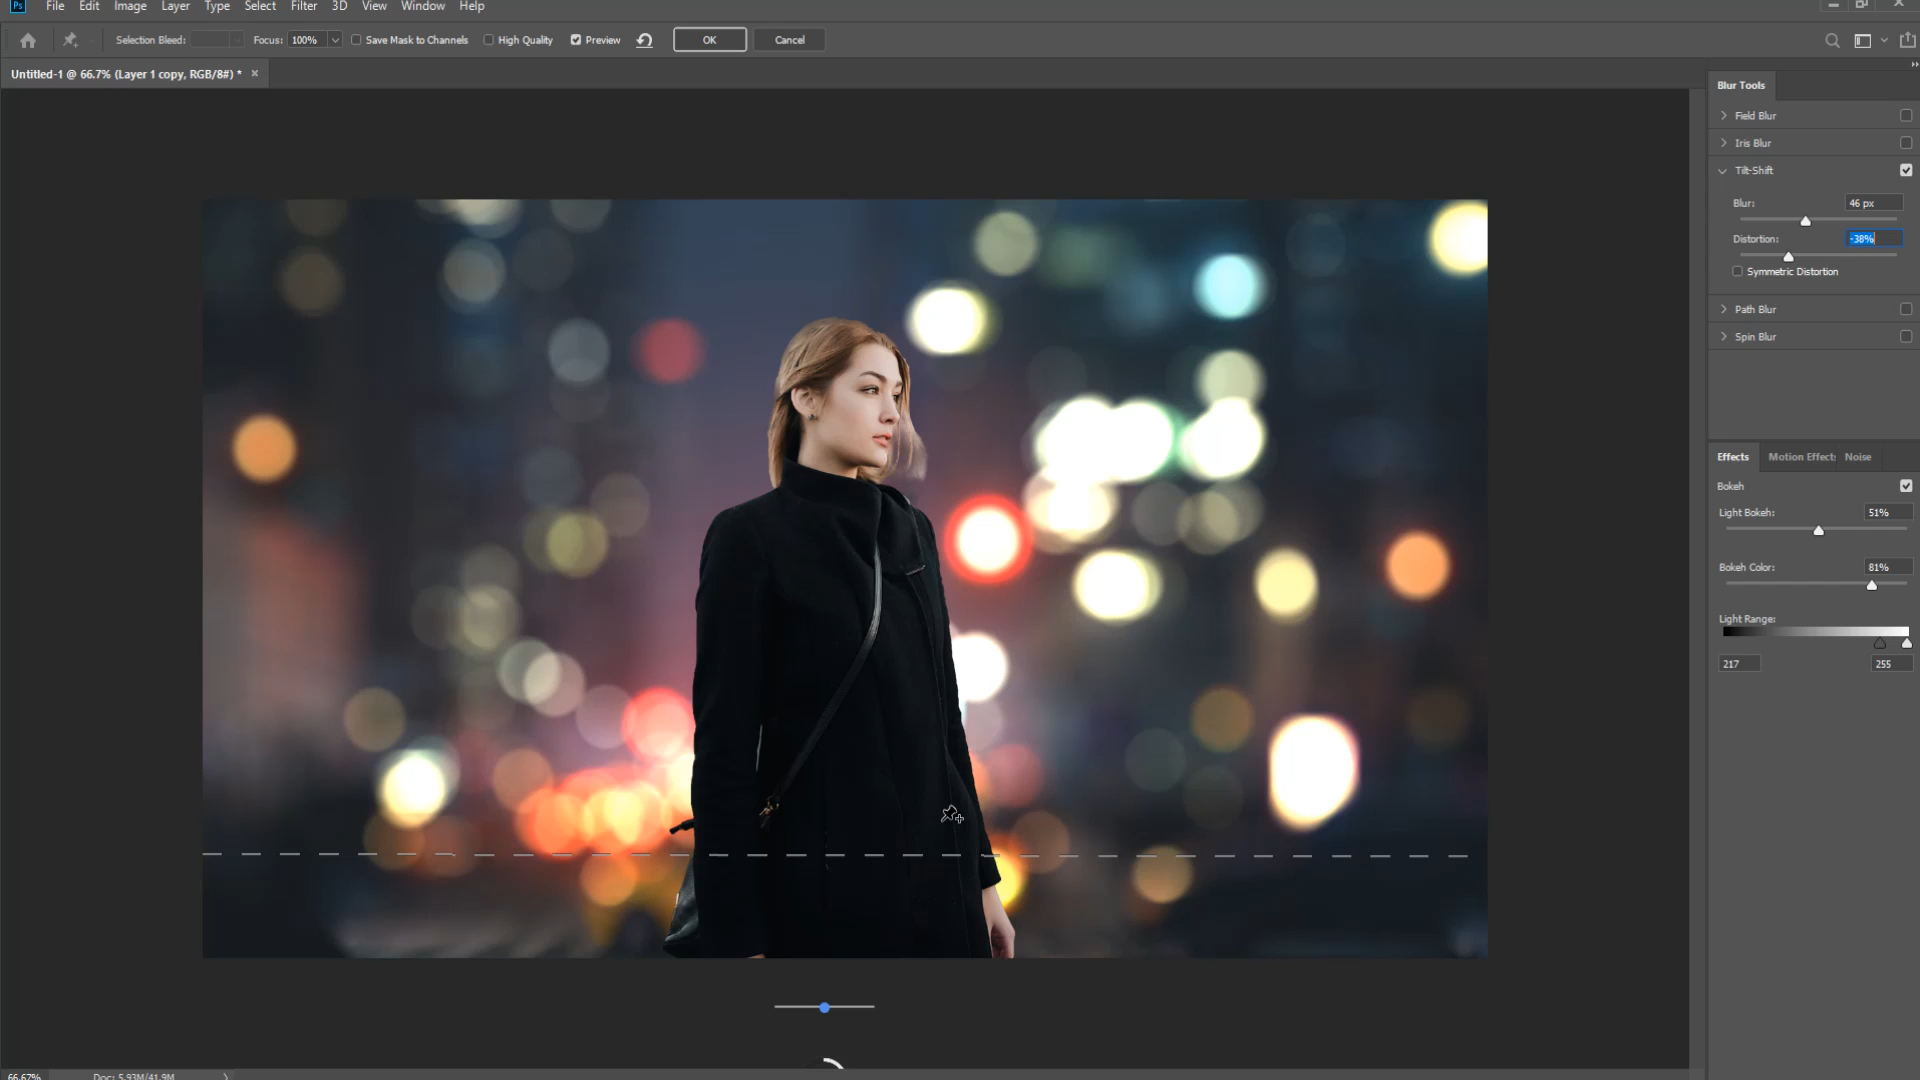 Ps File Edit Image Layer Type Select Filter 3D View Window Help
Selection Bleed: Focus: 100% Save Mask to Channels High Quality Preview OK Cancel
Untitled-1 @ 66.7% (Layer 1 copy, RGB/8#) *
Blur Tools
Field Blur
Iris Blur
Tilt-Shift
Blur: 46 px
Distortion: -38%
Symmetric Distortion
Path Blur
Spin Blur
Effects Motion Effects Noise
Bokeh
Light Bokeh: 51%
Bokeh Color: 81%
Light Range:
217 255
66.67% Doc: 5.93M/41.9M